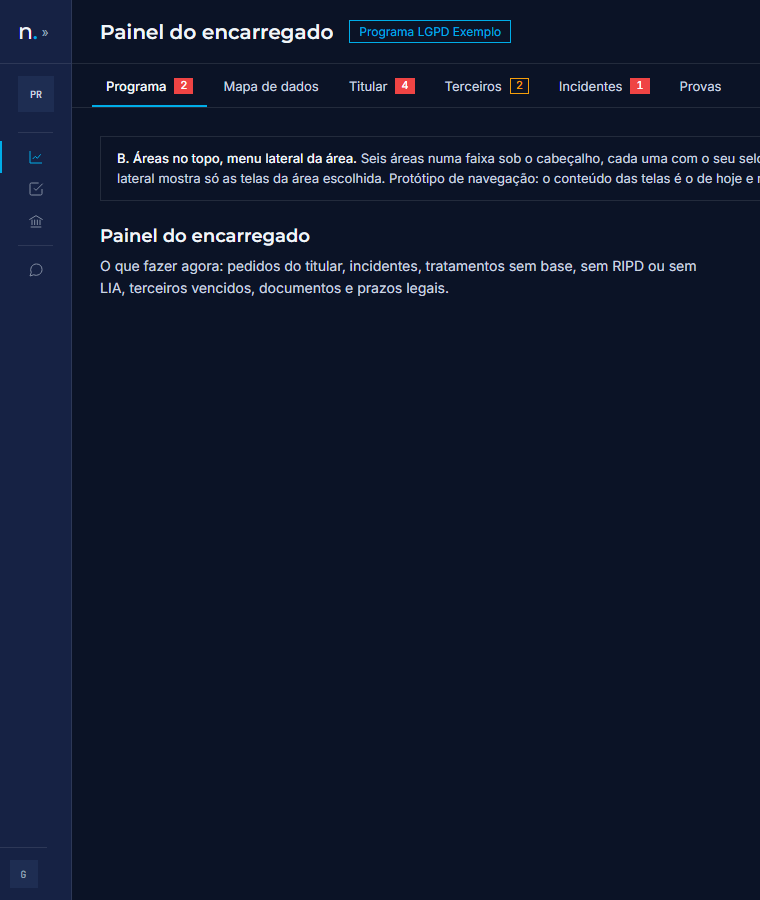 n. »
Painel do encarregado
Programa LGPD Exemplo
PR
Programa 2 Mapa de dados Titular 4 Terceiros 2 Incidentes 1 Provas
B. Áreas no topo, menu lateral da área. Seis áreas numa faixa sob o cabeçalho, cada uma com o seu
lateral mostra só as telas da área escolhida. Protótipo de navegação: o conteúdo das telas é o de hoje e
Painel do encarregado
O que fazer agora: pedidos do titular, incidentes, tratamentos sem base, sem RIPD ou sem
LIA, terceiros vencidos, documentos e prazos legais.
G